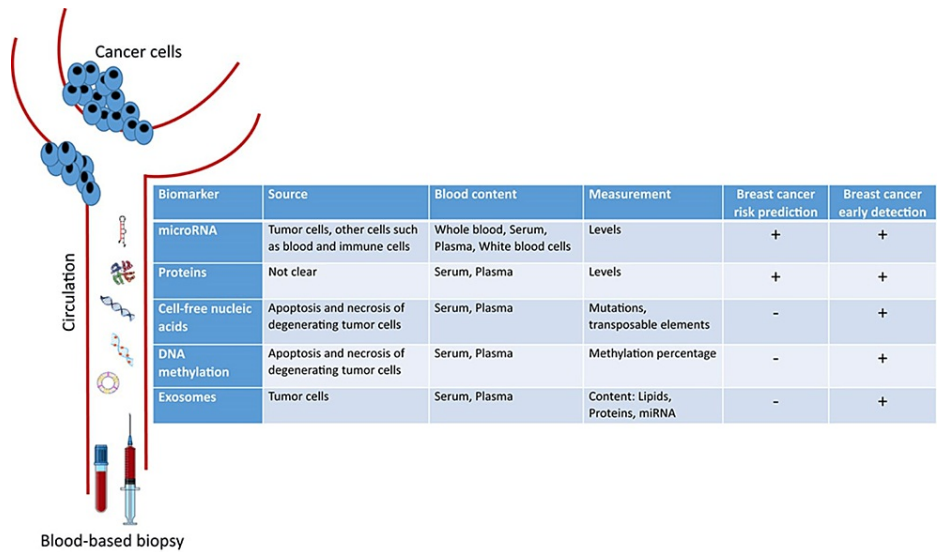 Cancer cells
Circulation
Biomarker
Source
Blood content
Measurement
Breast cancer
risk prediction
Breast cancer
early detection
microRNA
Tumor cells, other cells such
as blood and immune cells
Whole blood, Serum,
Plasma, White blood cells
Levels
+
+
Proteins
Not clear
Serum, Plasma
Levels
+
+
Cell-free nucleic
acids
Apoptosis and necrosis of
degenerating tumor cells
Serum, Plasma
Mutations,
transposable elements
-
+
DNA
methylation
Apoptosis and necrosis of
degenerating tumor cells
Serum, Plasma
Methylation percentage
-
+
Exosomes
Tumor cells
Serum, Plasma
Content: Lipids,
Proteins, miRNA
-
+
Blood-based biopsy